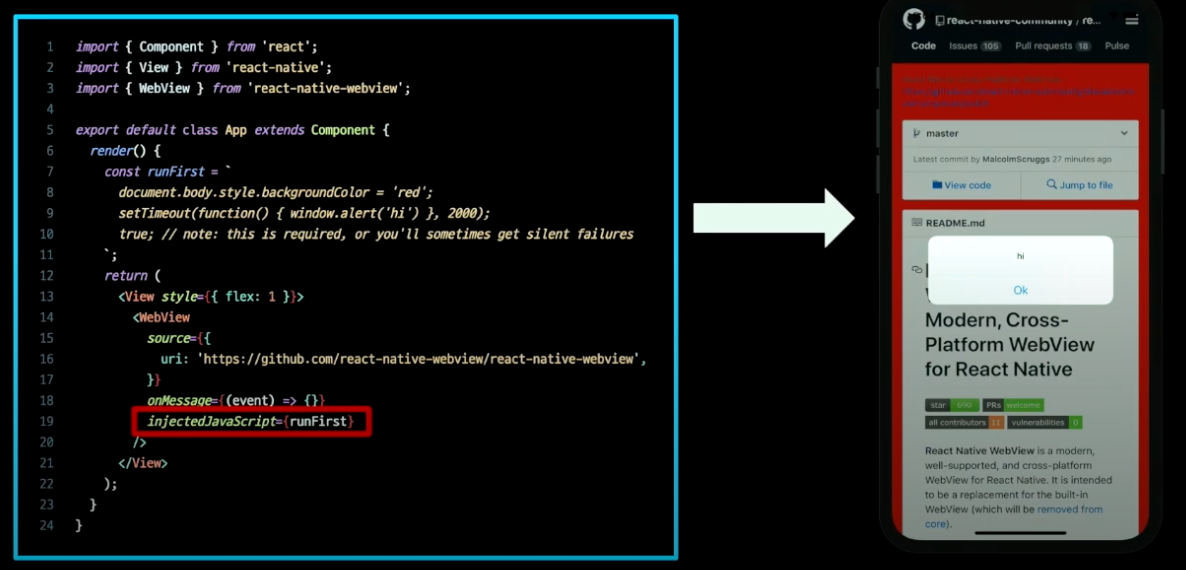 1 import { Component } from 'react';
2 import { View } from 'react-native';
3 import { WebView } from 'react-native-webview';
4
5 export default class App extends Component {
6 render() {
7 const runFirst = `
8 document.body.style.backgroundColor = 'red';
9 setTimeout(function() { window.alert('hi') }, 2000);
10 true; // note: this is required, or you'll sometimes get silent failures
11 `;
12 return (
13 <View style={{ flex: 1 }}>
14 <WebView
15 source={{
16 uri: 'https://github.com/react-native-webview/react-native-webview',
17 }}
18 onMessage={(event) => {}}
19 injectedJavaScript={runFirst}
20 />
21 </View>
22 );
23 }
24 }
react-native-community / re...
Code Issues 105 Pull requests 18 Pulse
master
Latest commit by MalcolmScruggs 27 minutes ago
View code Jump to file
README.md
hi
Ok
Modern, Cross-
Platform WebView
for React Native
star 690 PRs welcome
all contributors 11 vulnerabilities 0
React Native WebView is a modern,
well-supported, and cross-platform
WebView for React Native. It is intended
to be a replacement for the built-in
WebView (which will be removed from
core).